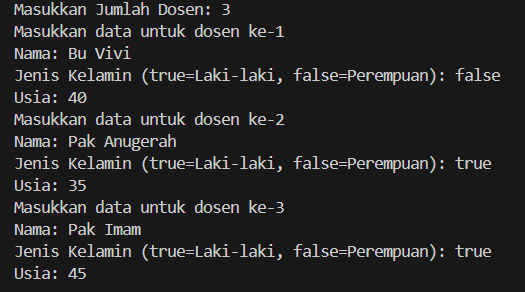 Masukkan Jumlah Dosen: 3
Masukkan data untuk dosen ke-1
Nama: Bu Vivi
Jenis Kelamin (true=Laki-laki, false=Perempuan): false
Usia: 40
Masukkan data untuk dosen ke-2
Nama: Pak Anugerah
Jenis Kelamin (true=Laki-laki, false=Perempuan): true
Usia: 35
Masukkan data untuk dosen ke-3
Nama: Pak Imam
Jenis Kelamin (true=Laki-laki, false=Perempuan): true
Usia: 45